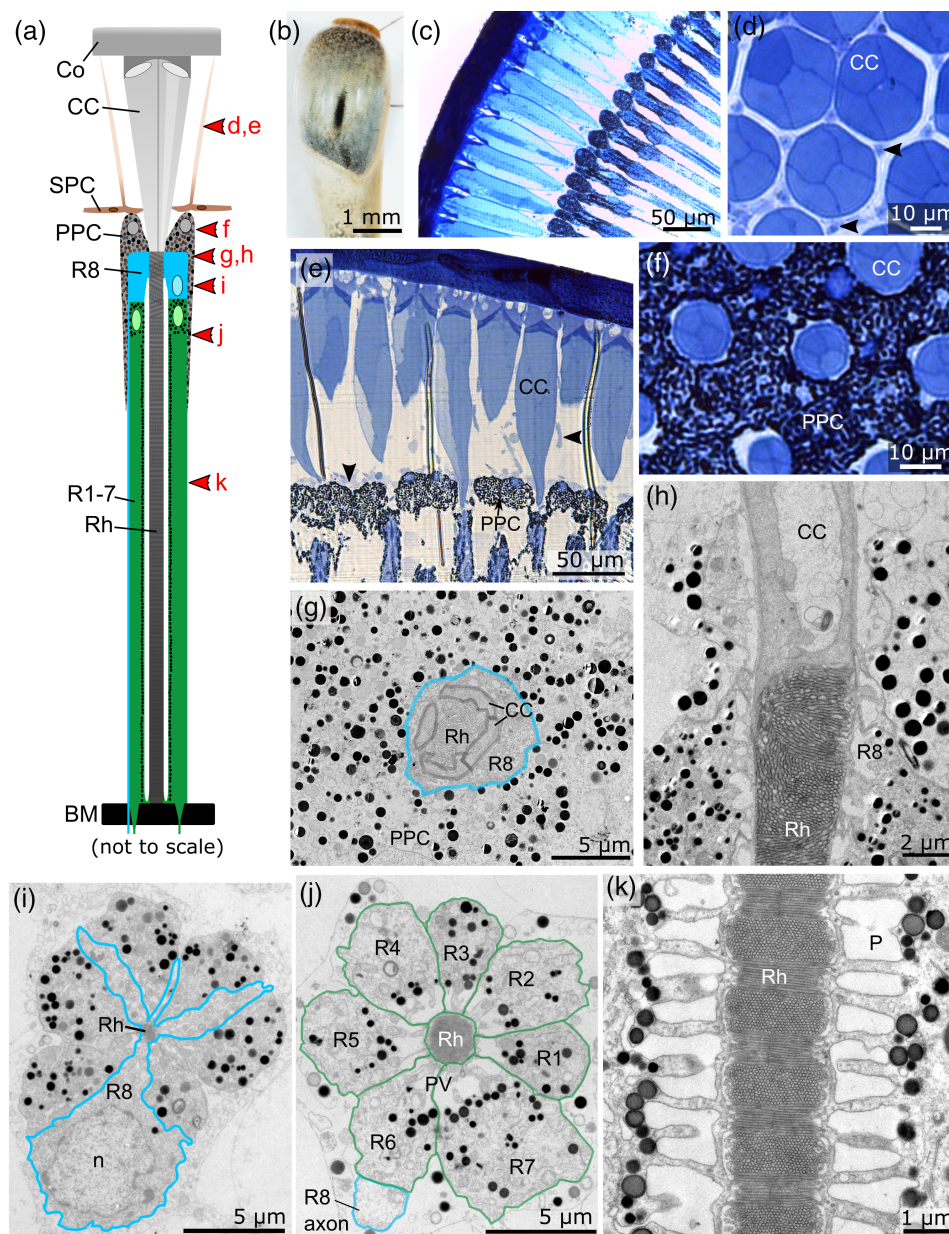 (a)
Co
CC
d,e
SPC
PPC
f
g,h
R8
i
j
k
R1-7
Rh
BM
(not to scale)
(b)
1 mm
(c)
50 µm
(d)
CC
10 µm
(e)
CC
PPC
50 µm
(f)
CC
PPC
10 µm
(g)
CC
Rh
R8
PPC
5 µm
(h)
CC
R8
Rh
2 µm
(i)
Rh
R8
n
5 µm
(j)
R4
R3
R2
R5
Rh
R1
PV
R6
R7
R8
axon
5 µm
(k)
P
Rh
1 µm